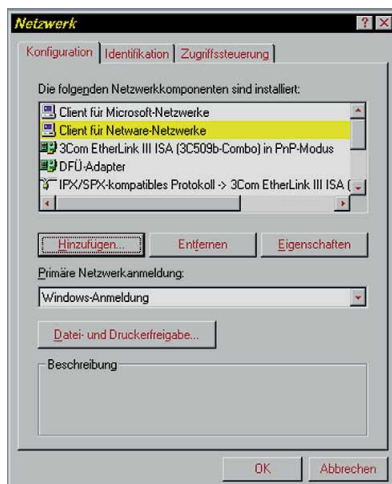 Netzwerk
Konfiguration Identifikation Zugriffssteuerung
Die folgenden Netzwerkkomponenten sind installiert:
Client für Microsoft-Netzwerke
Client für Netware-Netzwerke
3Com EtherLink III ISA (3C509b-Combo) in PnP-Modus
DFÜ-Adapter
IPX/SPX-kompatibles Protokoll -> 3Com EtherLink III ISA (
Hinzufügen... Entfernen Eigenschaften
Primäre Netzwerkanmeldung:
Windows-Anmeldung
Datei- und Druckerfreigabe...
Beschreibung
OK Abbrechen